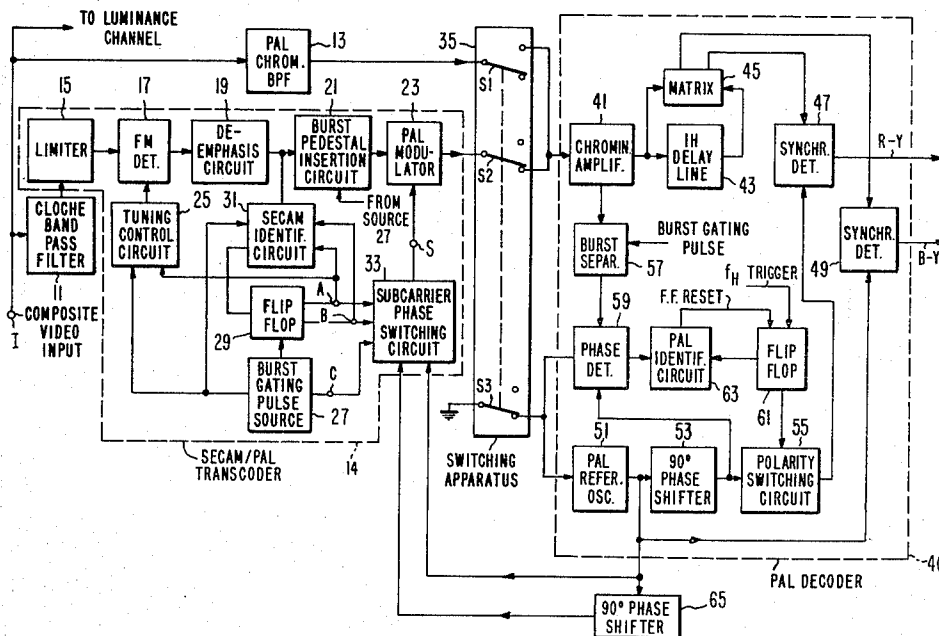 TO LUMINANCE
CHANNEL
13
PAL
CHROM.
BPF
35
S1
15
LIMITER
17
FM
DET.
19
DE-
EMPHASIS
CIRCUIT
21
BURST
PEDESTAL
INSERTION
CIRCUIT
23
PAL
MODU-
LATOR
S2
41
CHROMIN.
AMPLIF.
MATRIX
45
1H
DELAY
LINE
43
47
SYNCHR.
DET.
R-Y
SYNCHR.
DET.
49
B-Y
CLOCHE
BAND
PASS
FILTER
11
COMPOSITE
VIDEO
INPUT
I
TUNING
CONTROL
CIRCUIT
25
31
SECAM
IDENTIF.
CIRCUIT
FROM
SOURCE
27
S
A
B
FLIP
FLOP
29
33
SUBCARRIER
PHASE
SWITCHING
CIRCUIT
BURST
GATING
PULSE
SOURCE
27
C
SECAM/PAL
TRANSCODER
14
S3
SWITCHING
APPARATUS
BURST
SEPAR.
57
BURST GATING
PULSE
fH TRIGGER
F.F. RESET
59
PHASE
DET.
PAL
IDENTIF.
CIRCUIT
63
FLIP
FLOP
61
51
PAL
REFER.
OSC.
53
90°
PHASE
SHIFTER
55
POLARITY
SWITCHING
CIRCUIT
PAL DECODER
40
90° PHASE
SHIFTER
65